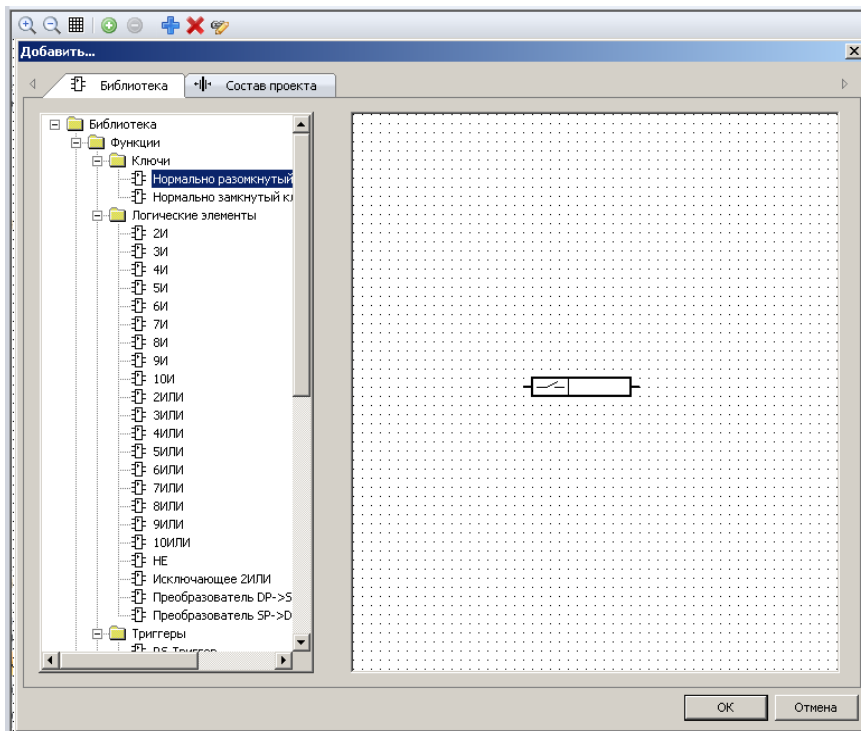 Добавить...
Библиотека
Состав проекта
Библиотека
Функции
Ключи
Нормально разомкнутый
Нормально замкнутый кл
Логические элементы
2И
3И
4И
5И
6И
7И
8И
9И
10И
2ИЛИ
3ИЛИ
4ИЛИ
5ИЛИ
6ИЛИ
7ИЛИ
8ИЛИ
9ИЛИ
10ИЛИ
НЕ
Исключающее 2ИЛИ
Преобразователь DP->S
Преобразователь SP->D
Триггеры
RS-Триггер
OK
Отмена